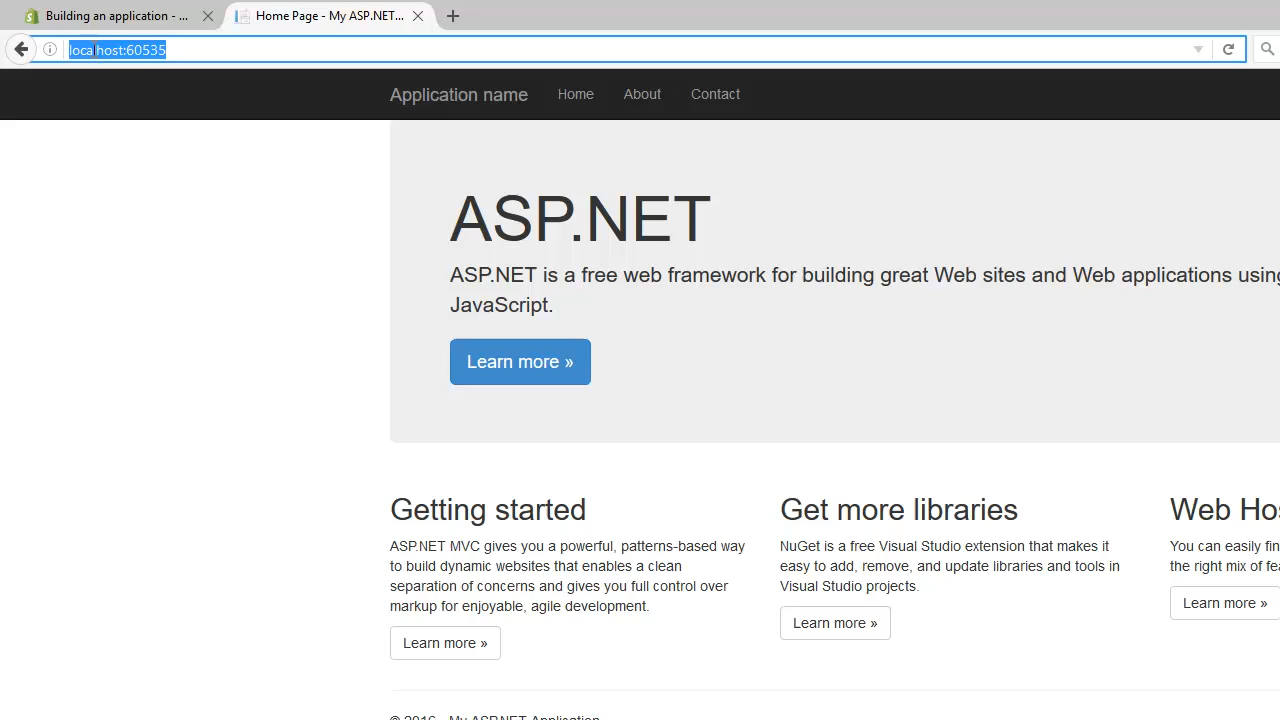 Building an application - ...
Home Page - My ASP.NET...
localhost:60535
Application name
Home
About
Contact
ASP.NET
ASP.NET is a free web framework for building great Web sites and Web applications using
JavaScript.
Learn more »
Getting started
ASP.NET MVC gives you a powerful, patterns-based way
to build dynamic websites that enables a clean
separation of concerns and gives you full control over
markup for enjoyable, agile development.
Learn more »
Get more libraries
NuGet is a free Visual Studio extension that makes it
easy to add, remove, and update libraries and tools in
Visual Studio projects.
Learn more »
Web Hos
You can easily fin
the right mix of fea
Learn more »
© 2016 - My ASP.NET Application